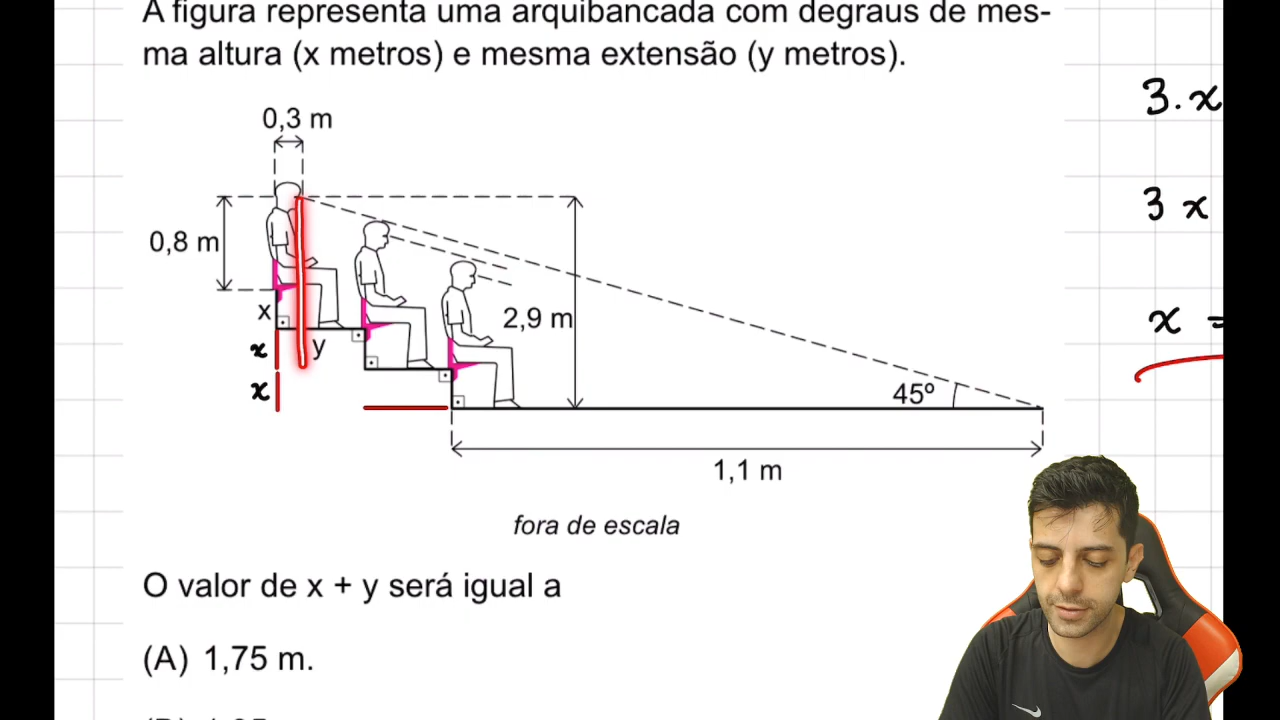 A figura representa uma arquibancada com degraus de mes-
ma altura (x metros) e mesma extensão (y metros).
0,3 m
3.x
0,8 m
3 x
2,9 m
x
x =
x
y
x
45º
1,1 m
fora de escala
O valor de x + y será igual a
(A) 1,75 m.